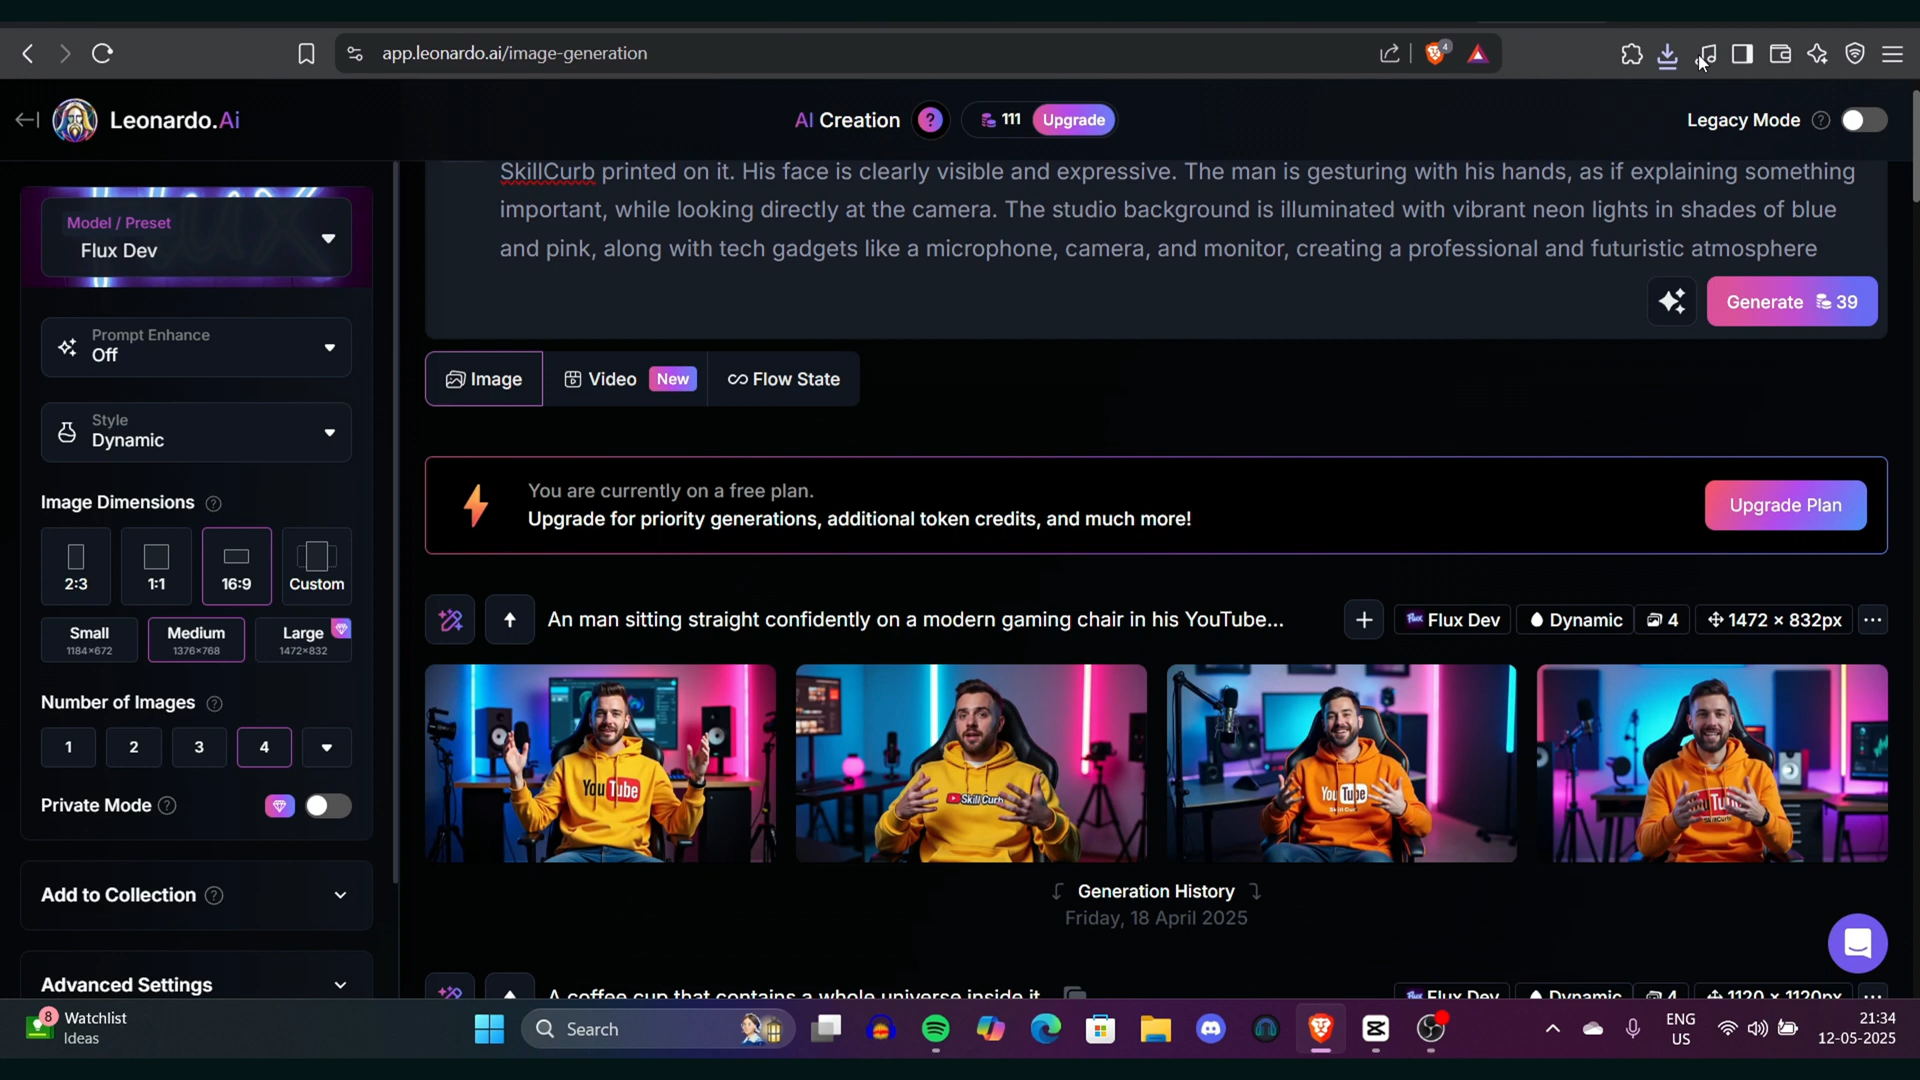 app.leonardo.ai/image-generation
4
Leonardo.Ai
AI Creation
?
111
Upgrade
Legacy Mode
Model / Preset
Flux Dev
SkillCurb printed on it. His face is clearly visible and expressive. The man is gesturing with his hands, as if explaining something
important, while looking directly at the camera. The studio background is illuminated with vibrant neon lights in shades of blue
and pink, along with tech gadgets like a microphone, camera, and monitor, creating a professional and futuristic atmosphere
Generate 39
Prompt Enhance
Off
Image
Video New
Flow State
Style
Dynamic
You are currently on a free plan.
Upgrade for priority generations, additional token credits, and much more!
Upgrade Plan
Image Dimensions
2:3
1:1
16:9
Custom
Small
1184×672
Medium
1376×768
Large
1472×832
An man sitting straight confidently on a modern gaming chair in his YouTube...
Flux Dev
Dynamic
4
1472 × 832px
Number of Images
1
2
3
4
Private Mode
YouTube
Skill Curb
YouTube
Generation History
Friday, 18 April 2025
Add to Collection
Advanced Settings
A coffee cup that contains a whole universe inside it
Flux Dev
Dynamic
4
1120 × 1120px
8
Watchlist
Ideas
Search
ENG
US
21:34
12-05-2025